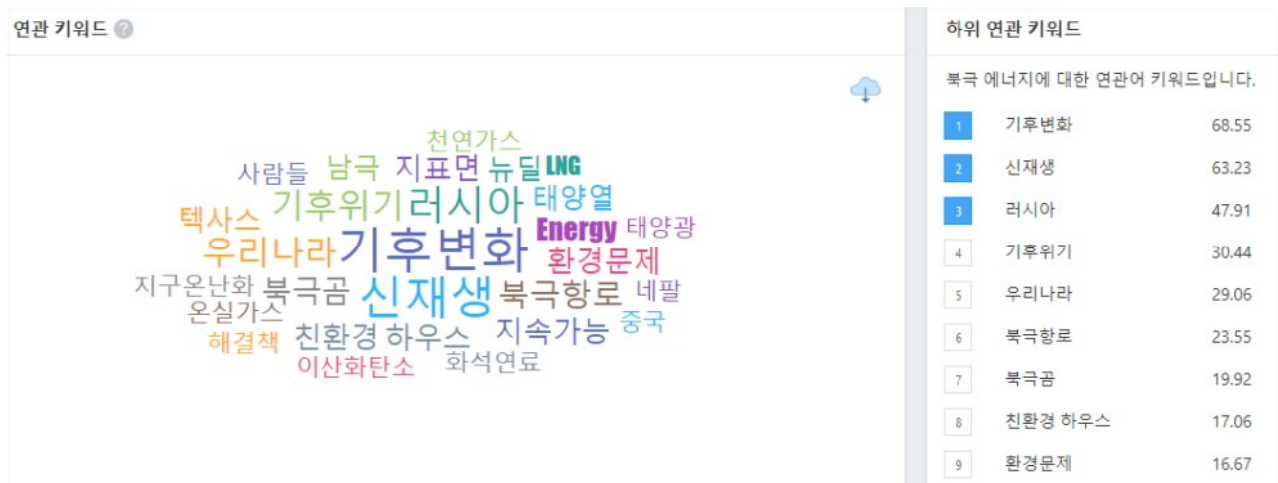 연관 키워드 ?
천연가스
사람들 남극 지표면 뉴딜 LNG
텍사스 기후위기 러시아 태양열
우리나라 기후변화 Energy 태양광
환경문제
지구온난화 북극곰 신재생 북극항로 네팔
온실가스
해결책 친환경 하우스 지속가능 중국
이산화탄소 화석연료
하위 연관 키워드
북극 에너지에 대한 연관어 키워드입니다.
1 기후변화 68.55
2 신재생 63.23
3 러시아 47.91
4 기후위기 30.44
5 우리나라 29.06
6 북극항로 23.55
7 북극곰 19.92
8 친환경 하우스 17.06
9 환경문제 16.67